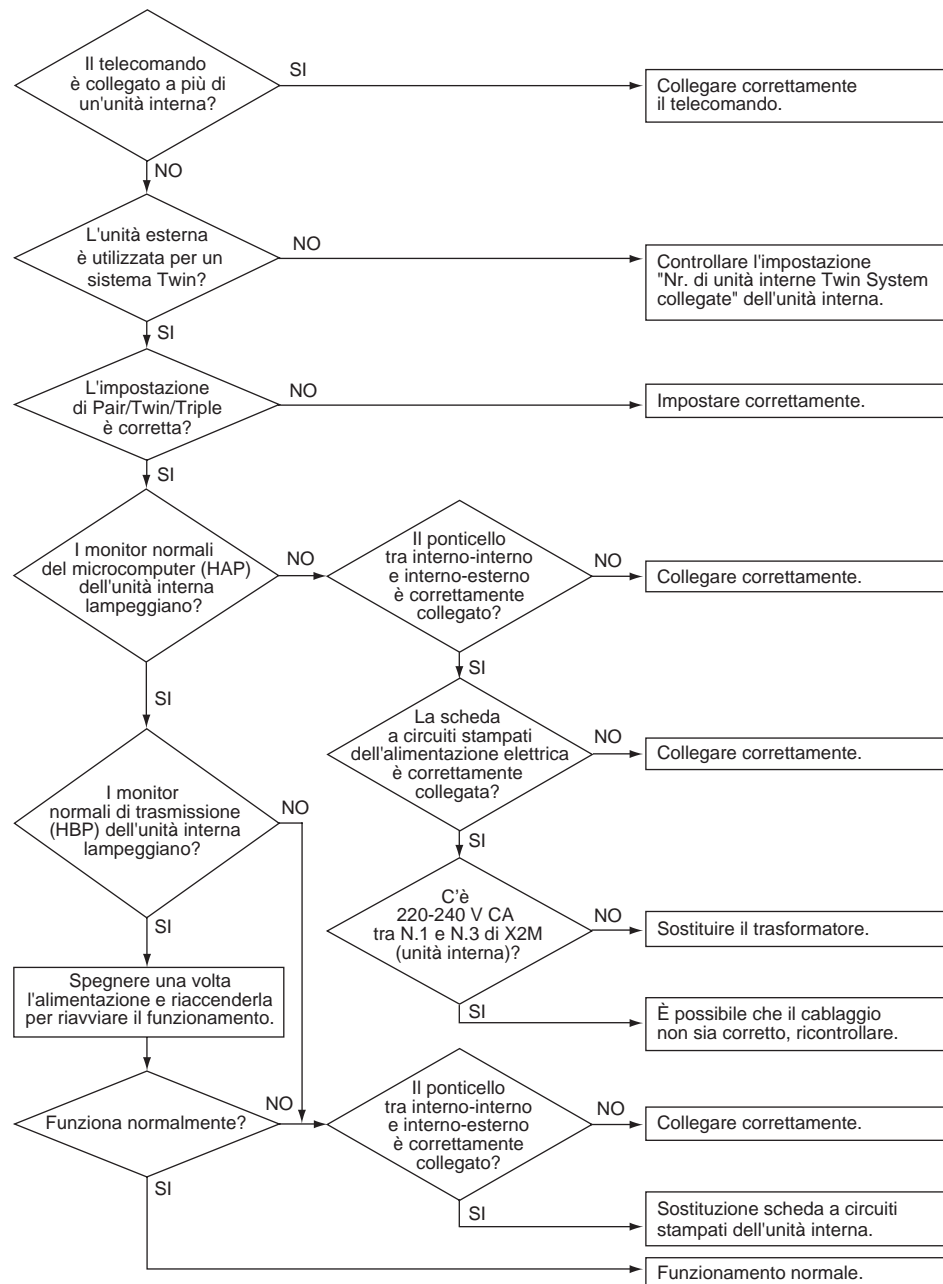 Il telecomando
è collegato a più di
un'unità interna?
SI
Collegare correttamente
il telecomando.
NO
L'unità esterna
è utilizzata per un
sistema Twin?
NO
Controllare l'impostazione
"Nr. di unità interne Twin System
collegate" dell'unità interna.
SI
L'impostazione
di Pair/Twin/Triple
è corretta?
NO
Impostare correttamente.
SI
I monitor normali
del microcomputer (HAP)
dell'unità interna
lampeggiano?
NO
Il ponticello
tra interno-interno
e interno-esterno
è correttamente
collegato?
NO
Collegare correttamente.
SI
SI
La scheda
a circuiti stampati
dell'alimentazione elettrica
è correttamente
collegata?
NO
Collegare correttamente.
I monitor
normali di trasmissione
(HBP) dell'unità interna
lampeggiano?
NO
SI
C'è
220-240 V CA
tra N.1 e N.3 di X2M
(unità interna)?
NO
Sostituire il trasformatore.
SI
Spegnere una volta
l'alimentazione e riaccenderla
per riavviare il funzionamento.
SI
È possibile che il cablaggio
non sia corretto, ricontrollare.
Funziona normalmente?
NO
Il ponticello
tra interno-interno
e interno-esterno
è correttamente
collegato?
NO
Collegare correttamente.
SI
SI
Sostituzione scheda a circuiti
stampati dell'unità interna.
Funzionamento normale.